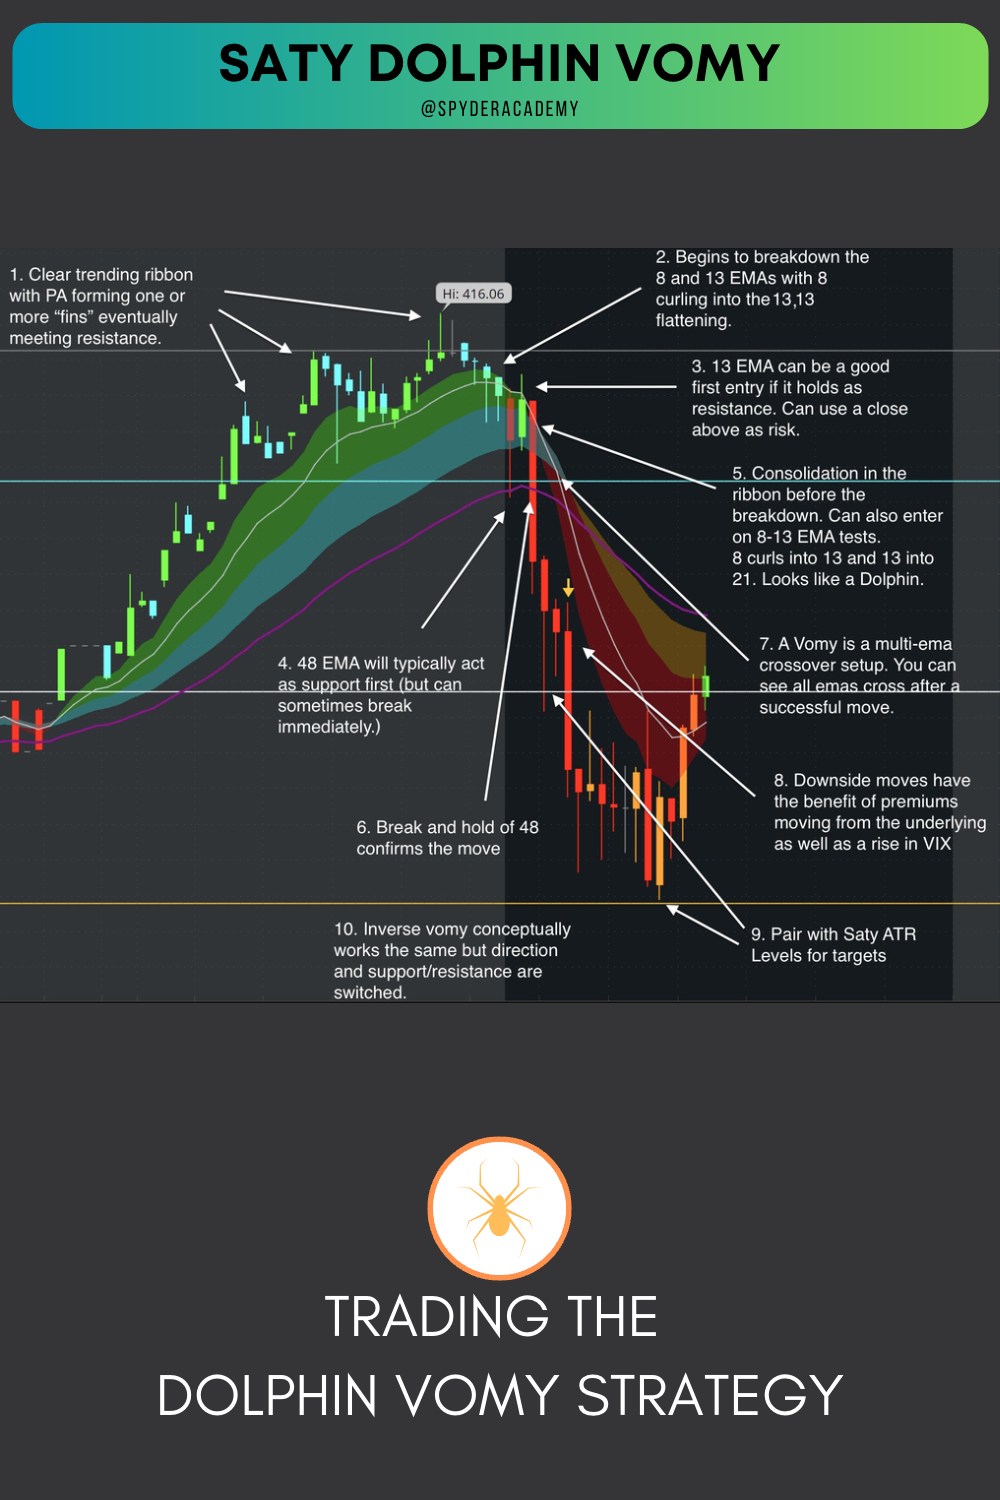 SATY DOLPHIN VOMY
@SPYDERACADEMY
1. Clear trending ribbon
with PA forming one or
more “fins” eventually
meeting resistance.
Hi: 416.06
2. Begins to breakdown the
8 and 13 EMAs with 8
curling into the 13,13
flattening.
3. 13 EMA can be a good
first entry if it holds as
resistance. Can use a close
above as risk.
5. Consolidation in the
ribbon before the
breakdown. Can also enter
on 8-13 EMA tests.
8 curls into 13 and 13 into
21. Looks like a Dolphin.
4. 48 EMA will typically act
as support first (but can
sometimes break
immediately.)
7. A Vomy is a multi-ema
crossover setup. You can
see all emas cross after a
successful move.
8. Downside moves have
the benefit of premiums
moving from the underlying
as well as a rise in VIX
6. Break and hold of 48
confirms the move
9. Pair with Saty ATR
Levels for targets
10. Inverse vomy conceptually
works the same but direction
and support/resistance are
switched.
TRADING THE
DOLPHIN VOMY STRATEGY